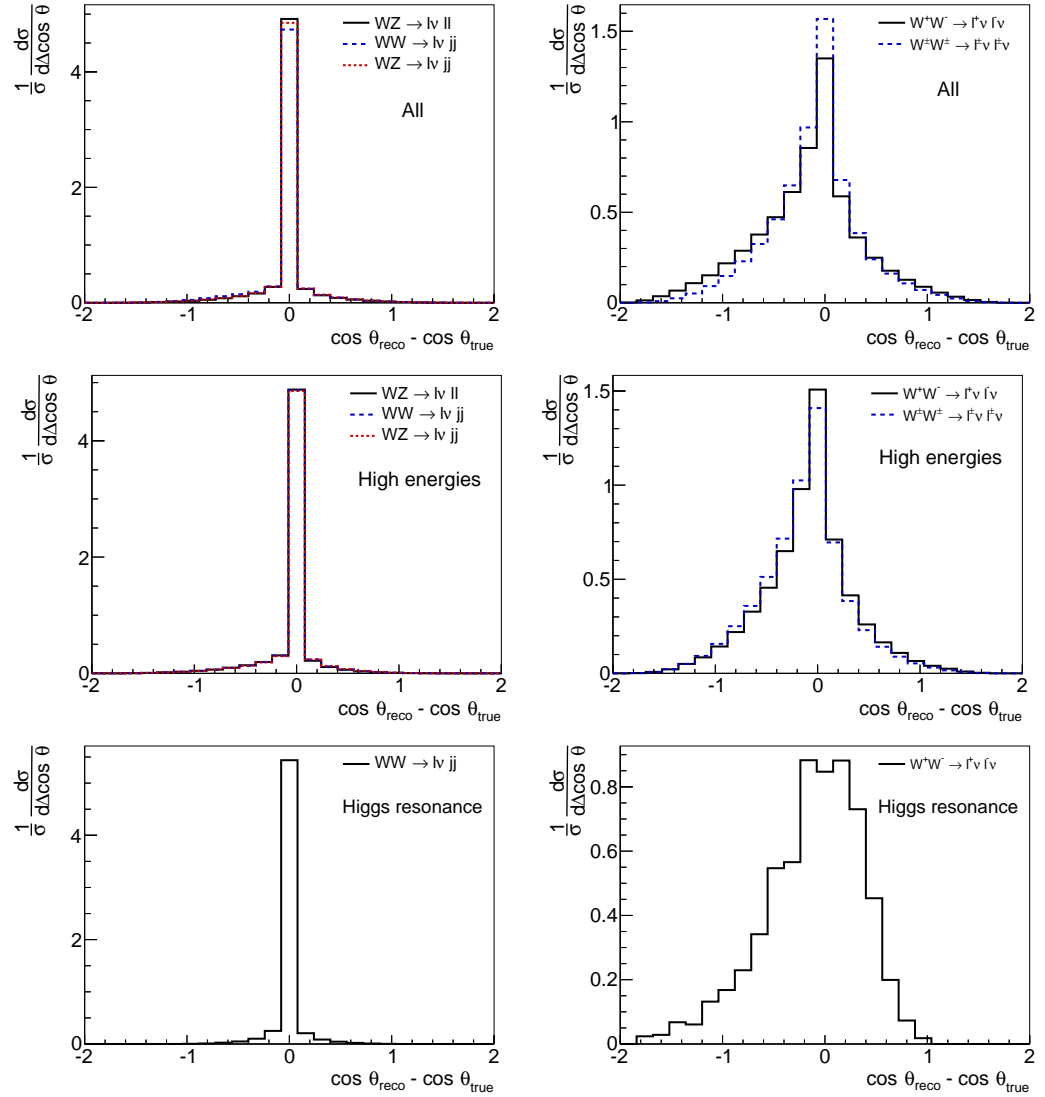 1/σ dσ/dΔcos θ
WZ → lν ll
WW → lν jj
WZ → lν jj
All
0 2 4
-2 -1 0 1 2
cos θreco - cos θtrue
1/σ dσ/dΔcos θ
W⁺W⁻ → l⁺ν l⁻ν
W±W± → l±ν l±ν
All
0 0.5 1 1.5
-2 -1 0 1 2
cos θreco - cos θtrue
1/σ dσ/dΔcos θ
WZ → lν ll
WW → lν jj
WZ → lν jj
High energies
0 2 4
-2 -1 0 1 2
cos θreco - cos θtrue
1/σ dσ/dΔcos θ
W⁺W⁻ → l⁺ν l⁻ν
W±W± → l±ν l±ν
High energies
0 0.5 1 1.5
-2 -1 0 1 2
cos θreco - cos θtrue
1/σ dσ/dΔcos θ
WW → lν jj
Higgs resonance
0 2 4
-2 -1 0 1 2
cos θreco - cos θtrue
1/σ dσ/dΔcos θ
W⁺W⁻ → l⁺ν l⁻ν
Higgs resonance
0 0.2 0.4 0.6 0.8
-2 -1 0 1 2
cos θreco - cos θtrue